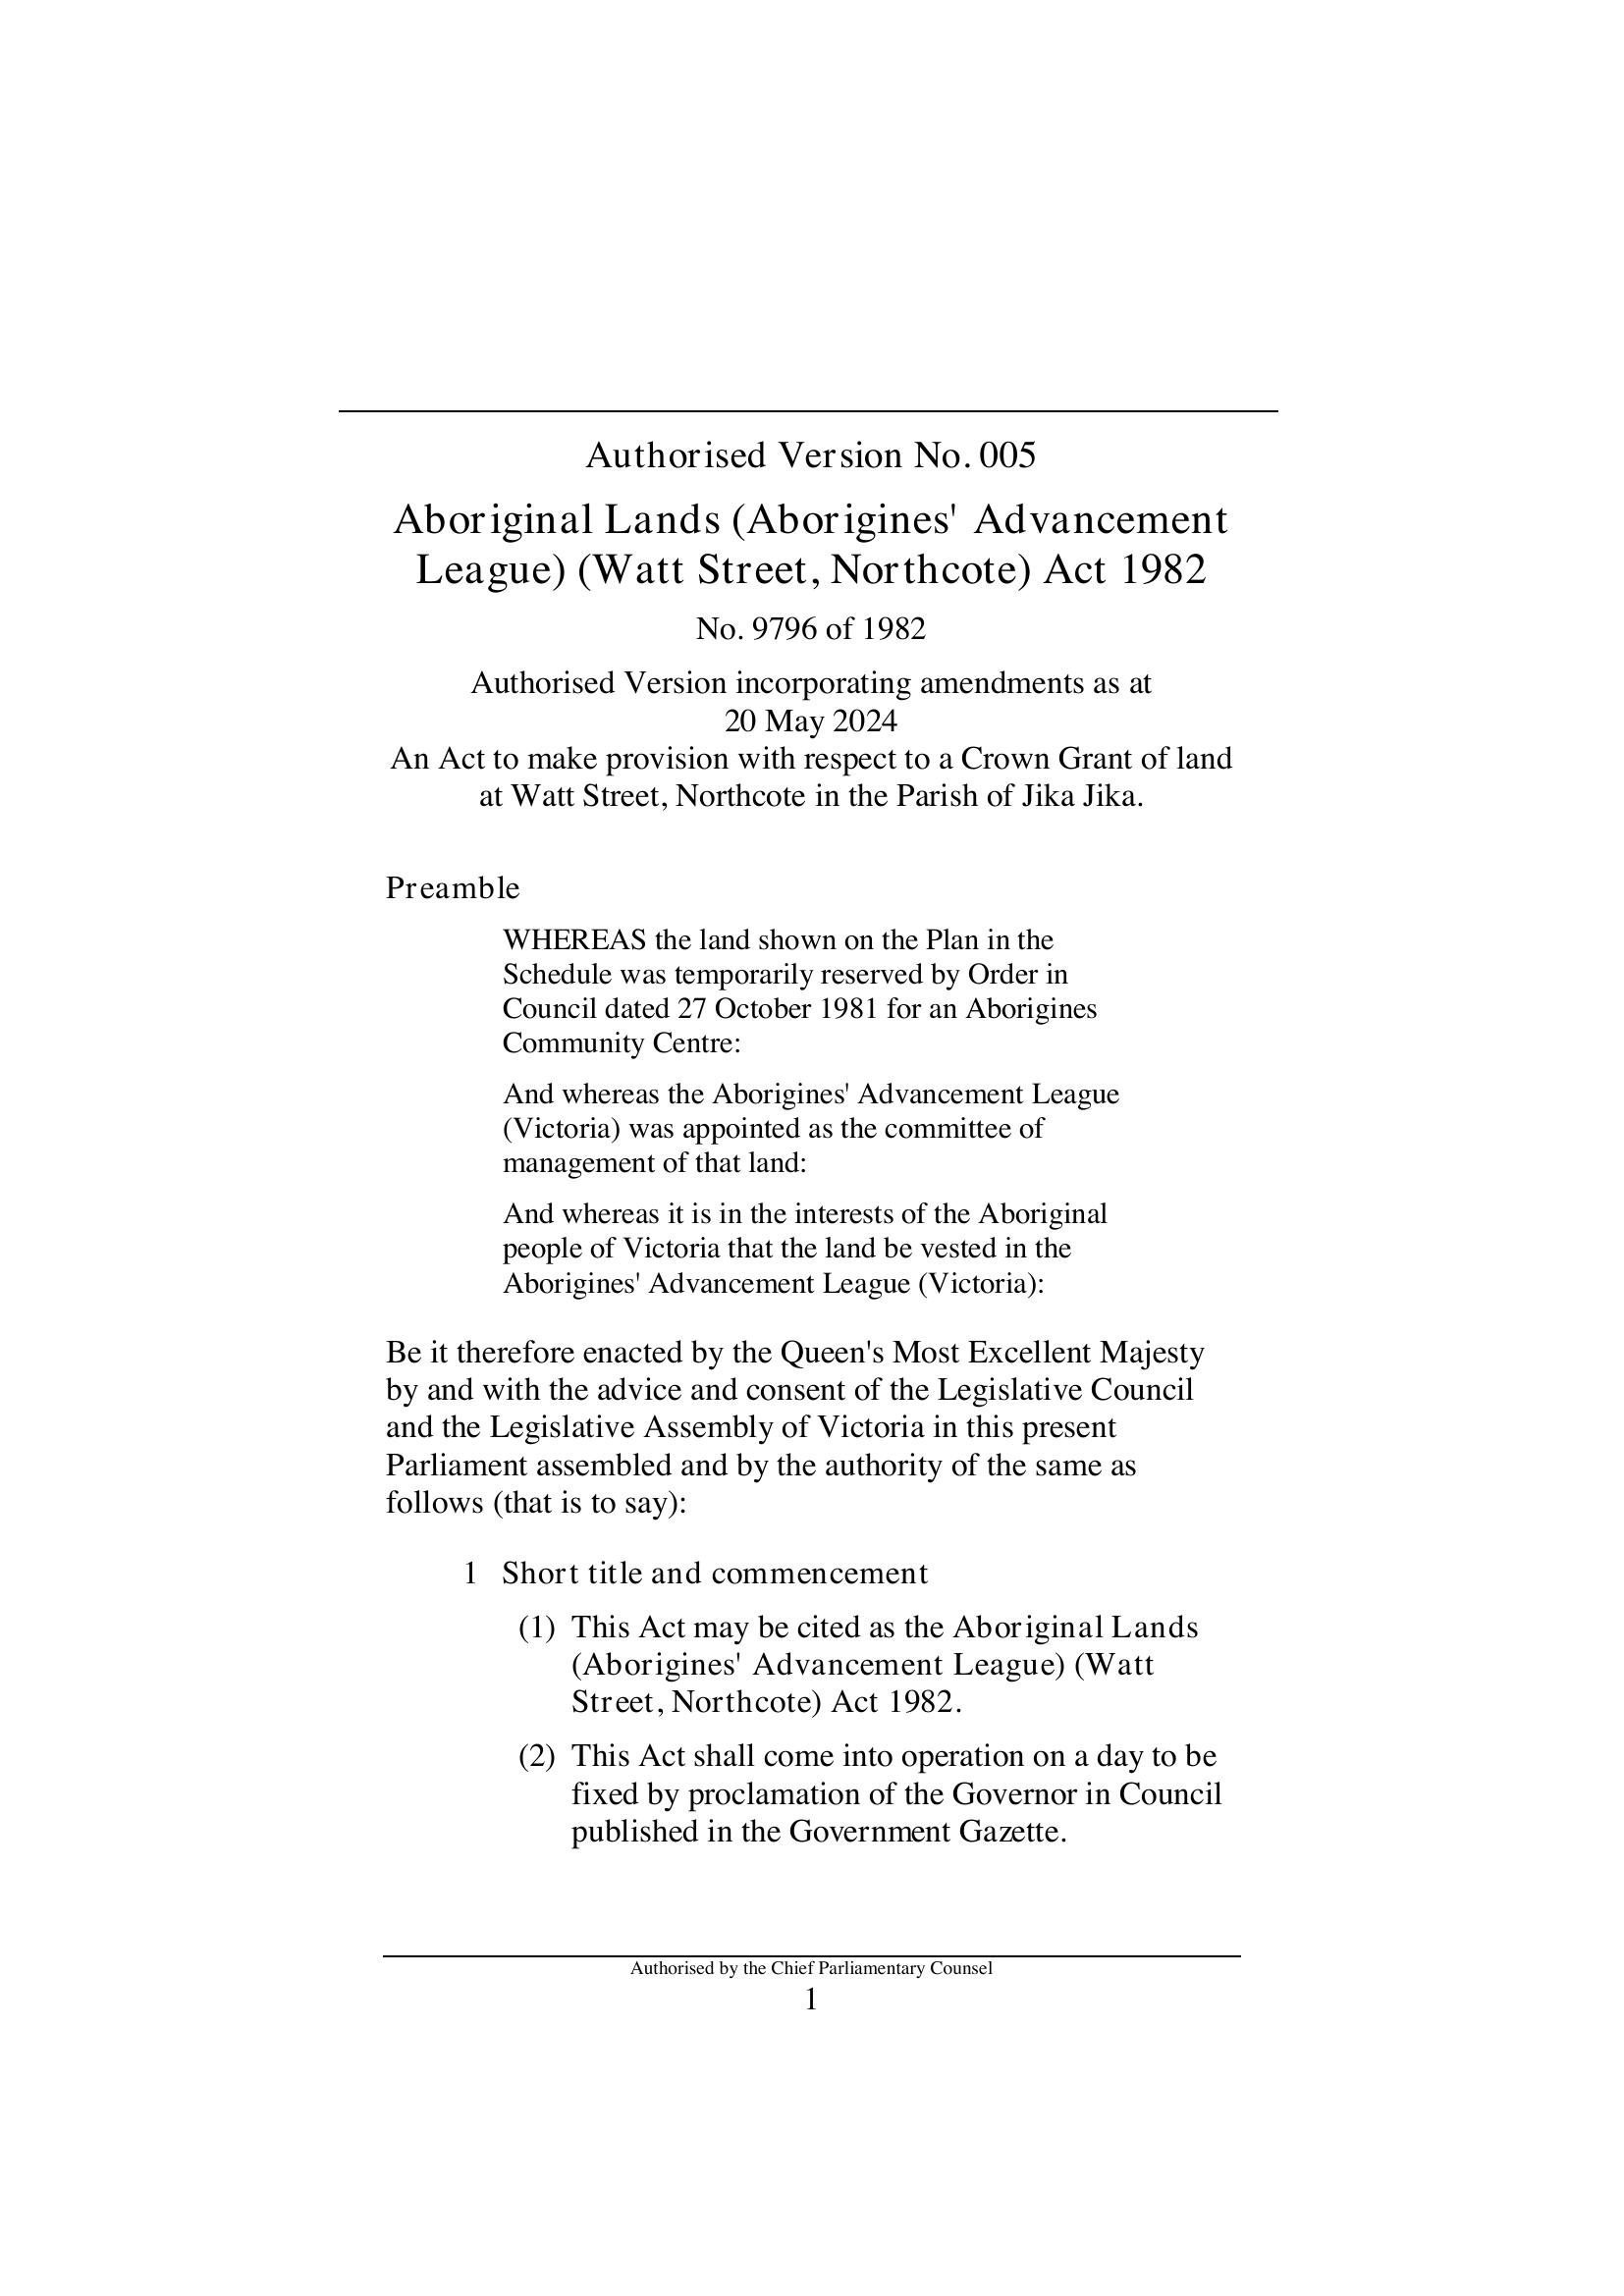 Authorised Version No. 005
Aboriginal Lands (Aborigines' Advancement
League) (Watt Street, Northcote) Act 1982
No. 9796 of 1982
Authorised Version incorporating amendments as at
20 May 2024
An Act to make provision with respect to a Crown Grant of land
at Watt Street, Northcote in the Parish of Jika Jika.
Preamble
WHEREAS the land shown on the Plan in the
Schedule was temporarily reserved by Order in
Council dated 27 October 1981 for an Aborigines
Community Centre:
And whereas the Aborigines' Advancement League
(Victoria) was appointed as the committee of
management of that land:
And whereas it is in the interests of the Aboriginal
people of Victoria that the land be vested in the
Aborigines' Advancement League (Victoria):
Be it therefore enacted by the Queen's Most Excellent Majesty
by and with the advice and consent of the Legislative Council
and the Legislative Assembly of Victoria in this present
Parliament assembled and by the authority of the same as
follows (that is to say):
1 Short title and commencement
(1) This Act may be cited as the Aboriginal Lands
(Aborigines' Advancement League) (Watt
Street, Northcote) Act 1982.
(2) This Act shall come into operation on a day to be
fixed by proclamation of the Governor in Council
published in the Government Gazette.
Authorised by the Chief Parliamentary Counsel
1